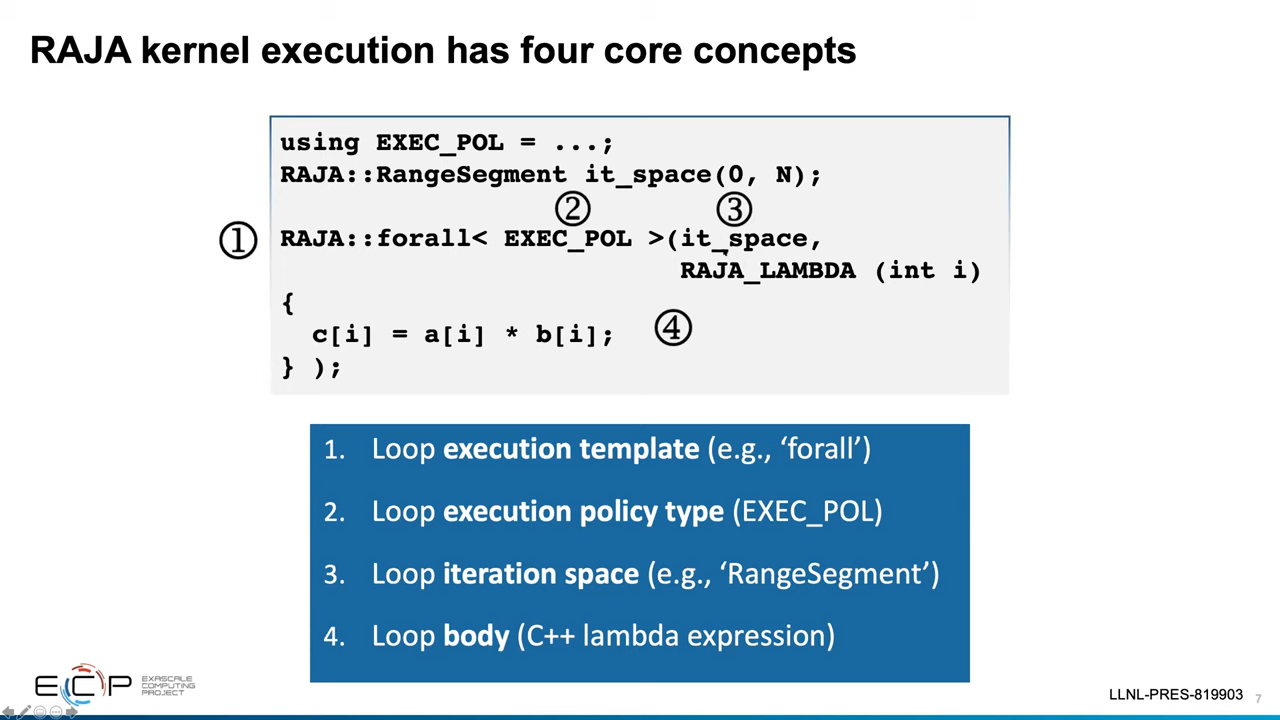 RAJA kernel execution has four core concepts
using EXEC_POL = ...;
RAJA::RangeSegment it_space(0, N);
② ③
① RAJA::forall< EXEC_POL >(it_space,
RAJA_LAMBDA (int i)
{
c[i] = a[i] * b[i]; ④
} );
1. Loop execution template (e.g., ‘forall’)
2. Loop execution policy type (EXEC_POL)
3. Loop iteration space (e.g., ‘RangeSegment’)
4. Loop body (C++ lambda expression)
ECP EXASCALE COMPUTING PROJECT
LLNL-PRES-819903 7